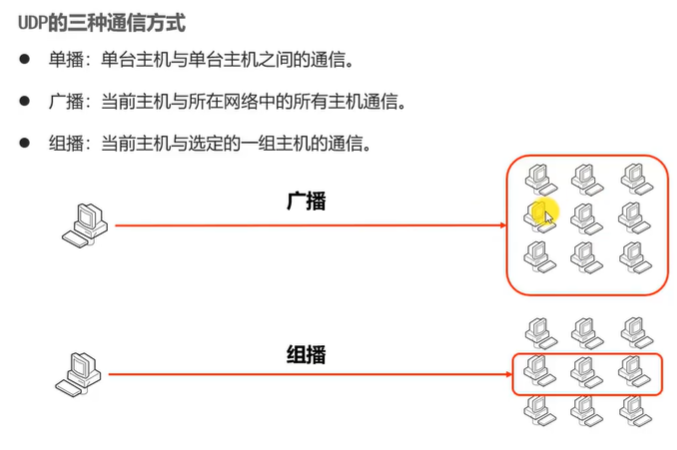 UDP的三种通信方式
● 单播：单台主机与单台主机之间的通信。
● 广播：当前主机与所在网络中的所有主机通信。
● 组播：当前主机与选定的一组主机的通信。
广播
组播